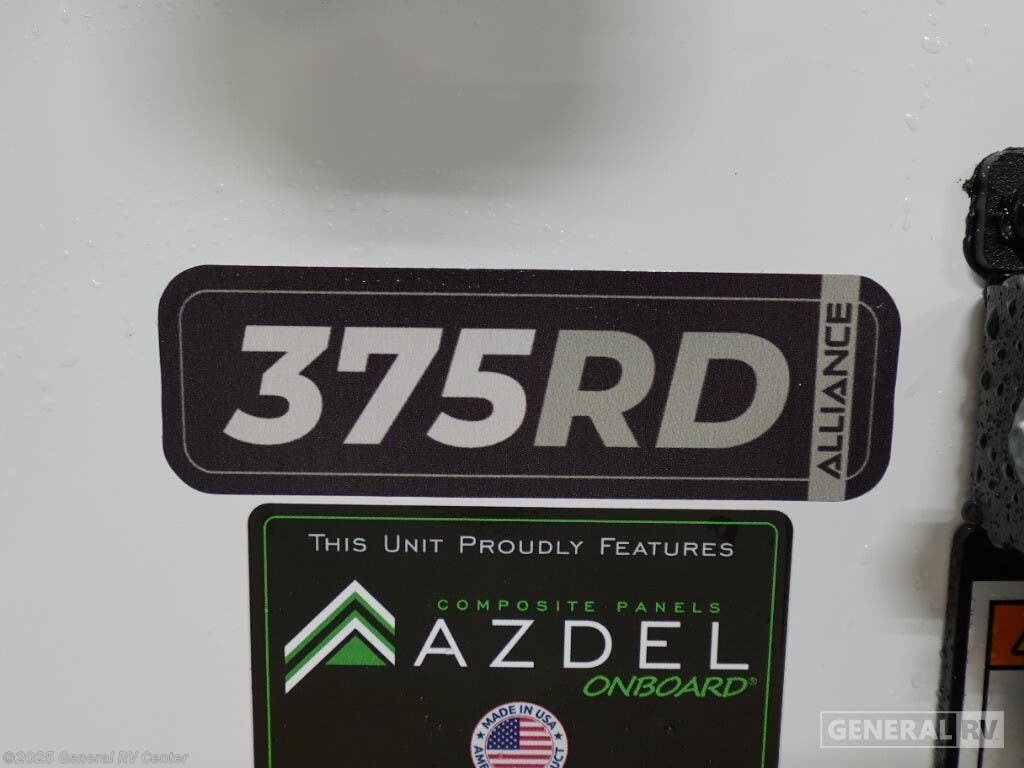 375RD
ALLIANCE
THIS UNIT PROUDLY FEATURES
COMPOSITE PANELS
AZDEL
ONBOARD®
MADE IN USA
GENERAL RV
©2025 General RV Center